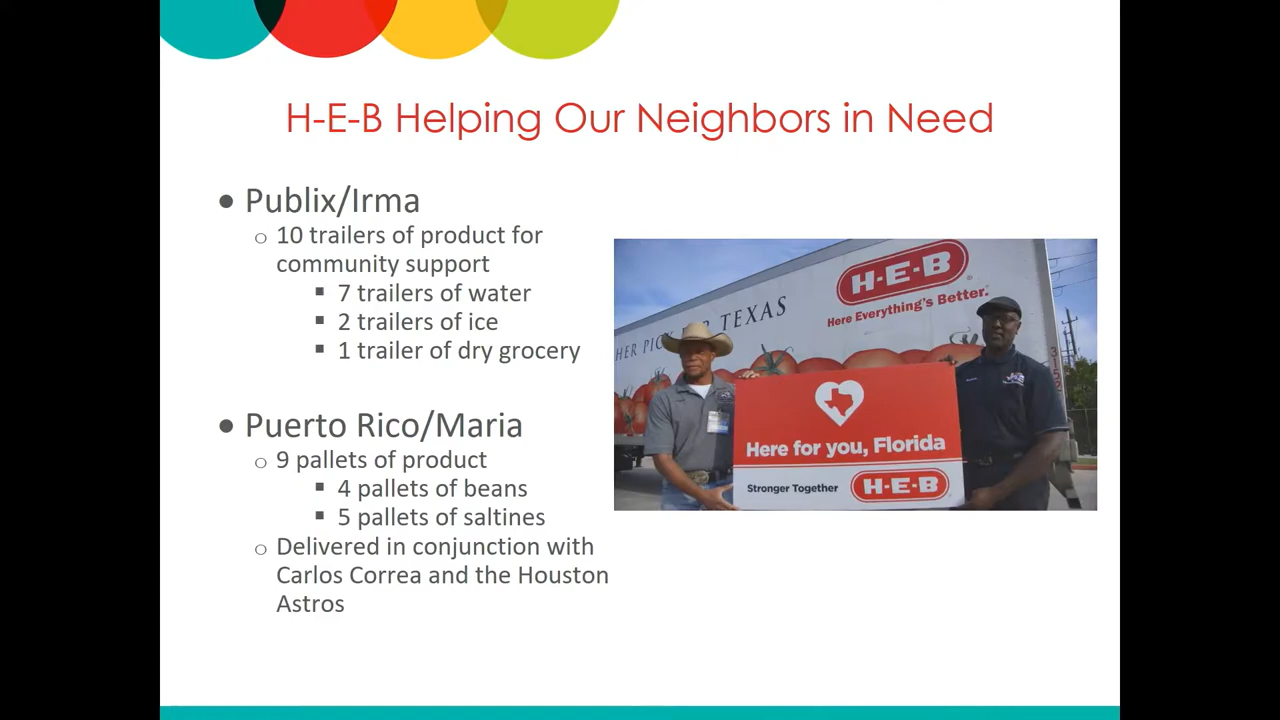 H-E-B Helping Our Neighbors in Need
• Publix/Irma
o 10 trailers of product for
community support
▪ 7 trailers of water
▪ 2 trailers of ice
▪ 1 trailer of dry grocery
• Puerto Rico/Maria
o 9 pallets of product
▪ 4 pallets of beans
▪ 5 pallets of saltines
o Delivered in conjunction with
Carlos Correa and the Houston
Astros
H-E-B
Here Everything's Better.
TEXAS
Here for you, Florida
Stronger Together H-E-B